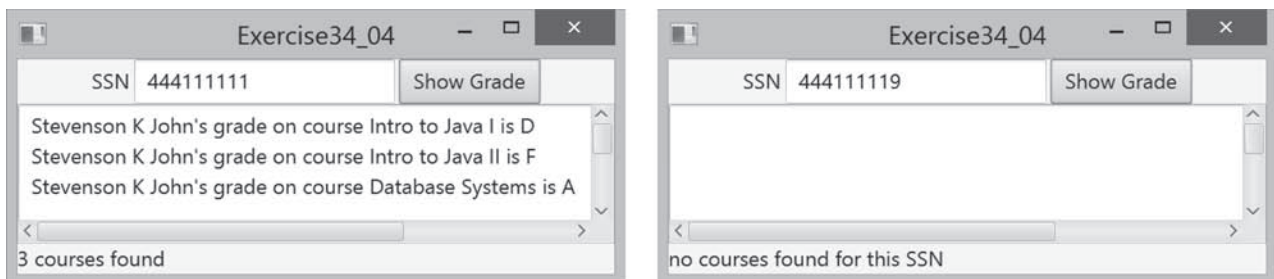 Exercise34_04
SSN 444111111 Show Grade
Stevenson K John's grade on course Intro to Java I is D
Stevenson K John's grade on course Intro to Java II is F
Stevenson K John's grade on course Database Systems is A
3 courses found
Exercise34_04
SSN 444111119 Show Grade
no courses found for this SSN